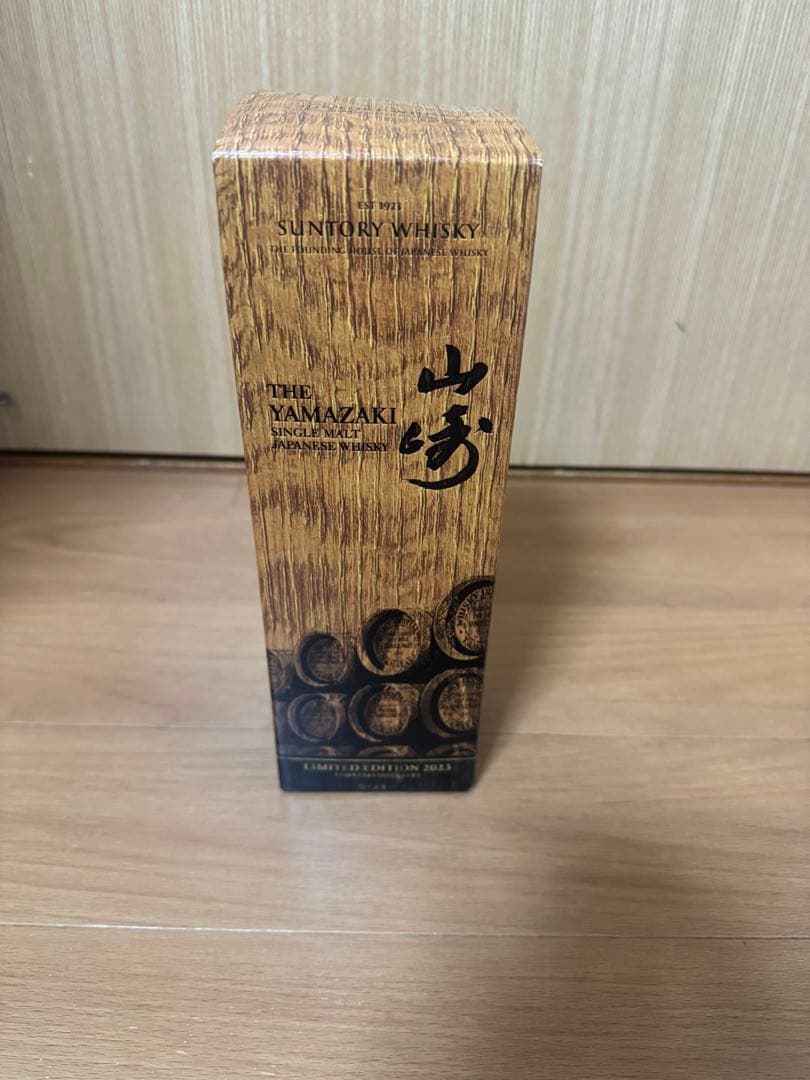 EST 1923
SUNTORY WHISKY
THE FOUNDING HOUSE OF JAPANESE WHISKY
山崎
THE
YAMAZAKI
SINGLE MALT
JAPANESE WHISKY
LIMITED EDITION 2023